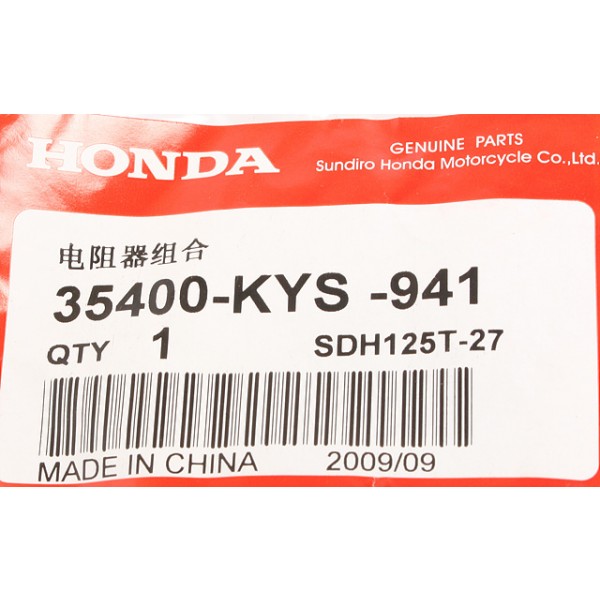 HONDA
GENUINE PARTS
Sundiro Honda Motorcycle Co.,Ltd.
电阻器组合
35400-KYS -941
QTY 1 SDH125T-27
MADE IN CHINA 2009/09